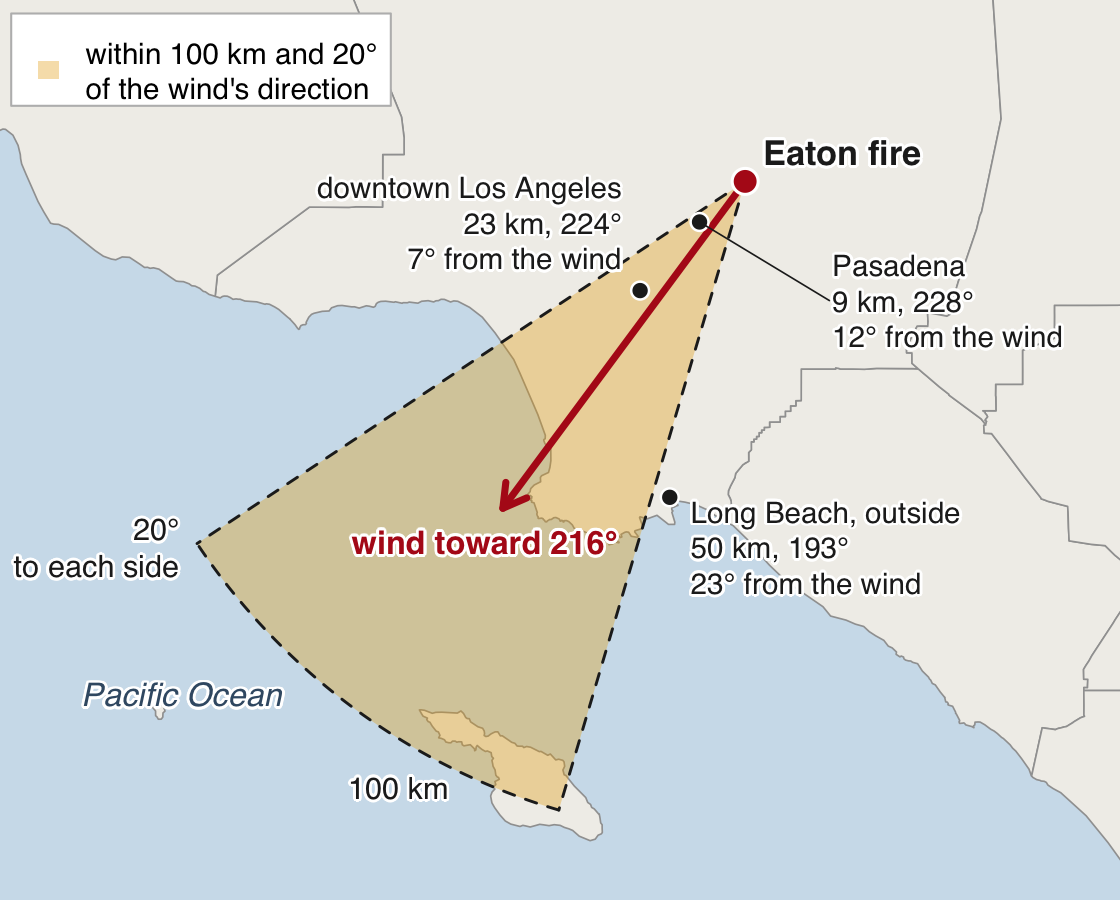 within 100 km and 20°
of the wind's direction
Eaton fire
downtown Los Angeles
23 km, 224°
7° from the wind
Pasadena
9 km, 228°
12° from the wind
Long Beach, outside
50 km, 193°
23° from the wind
wind toward 216°
20°
to each side
Pacific Ocean
100 km